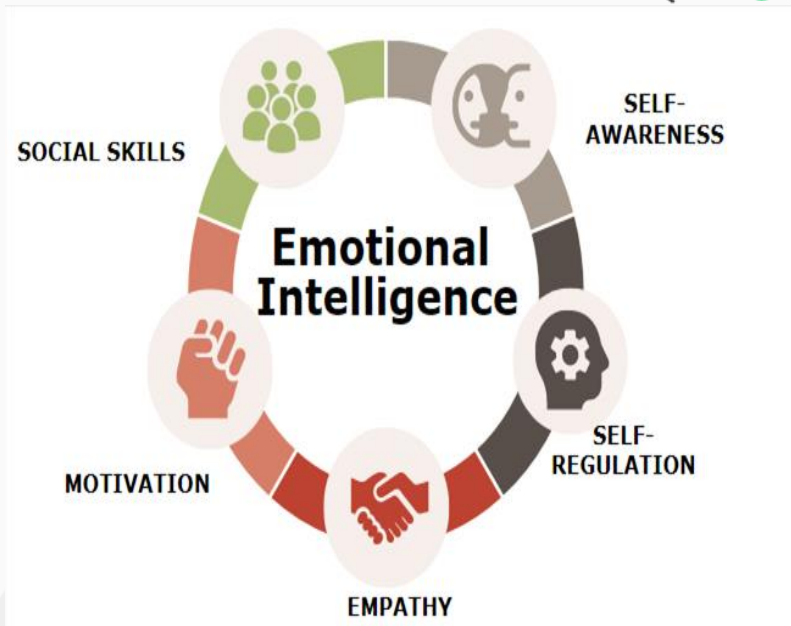 SOCIAL SKILLS
SELF-
AWARENESS
Emotional
Intelligence
MOTIVATION
SELF-
REGULATION
EMPATHY